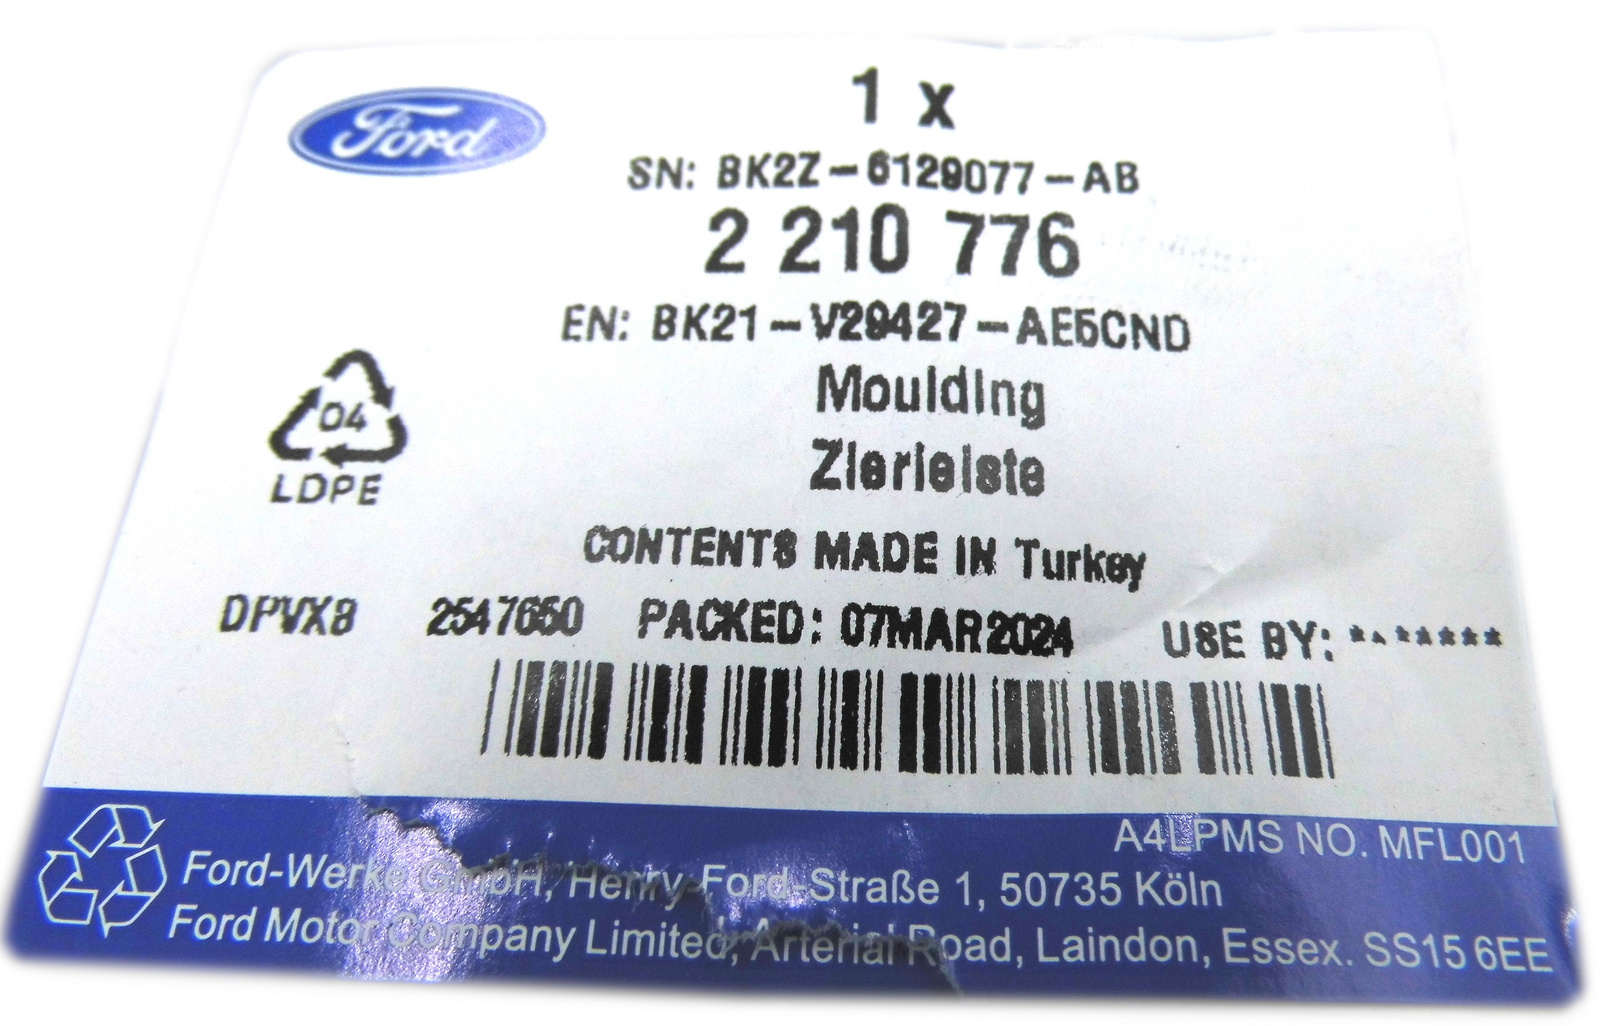 Ford
1 x
SN: BK2Z-6129077-AB
2 210 776
EN: BK21-V29427-AE5CND
Moulding
Zierleiste
04
LDPE
CONTENTS MADE IN Turkey
DPVX8 2547650 PACKED: 07MAR2024 USE BY: *******
A4LPMS NO. MFL001
Ford-Werke GmbH, Henry-Ford-Straße 1, 50735 Köln
Ford Motor Company Limited, Arterial Road, Laindon, Essex. SS15 6EE